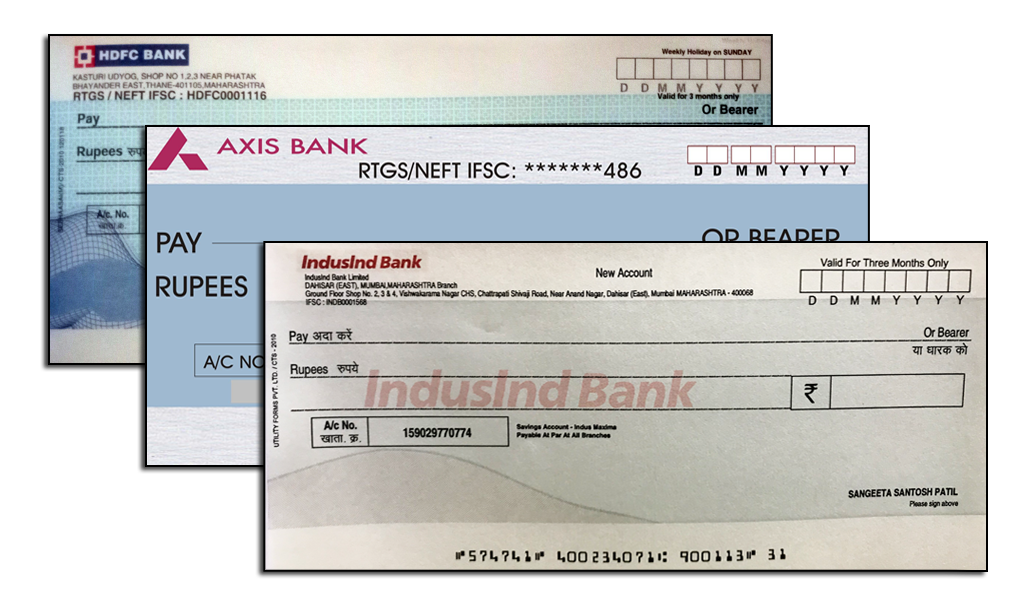 HDFC BANK
KASTURI UDYOG, SHOP NO 1,2,3 NEAR PHATAK
BHAYANDER EAST, THANE-401105, MAHARASHTRA
RTGS / NEFT IFSC : HDFC0001116
Weekly Holiday on SUNDAY
D D M M Y Y Y Y
Valid for 3 months only
Or Bearer
Pay
Rupees
A/c. No.
खाता क्र.
AXIS BANK
RTGS/NEFT IFSC: *******486
D D M M Y Y Y Y
PAY
OR BEARER
RUPEES
A/C NO
IndusInd Bank
IndusInd Bank Limited
DAHISAR (EAST), MUMBAI,MAHARASHTRA Branch
Ground Floor Shop No. 2, 3 & 4, Vishwakarama Nagar CHS, Chattrapati Shivaji Road, Near Anand Nagar, Dahisar (East), Mumbai MAHARASHTRA - 400068
IFSC : INDB0001568
New Account
Valid For Three Months Only
D D M M Y Y Y Y
Pay अदा करें
Or Bearer
या धारक को
Rupees रुपये
IndusInd Bank
₹
A/c No.
खाता. क्र.
159029770774
Savings Account - Indus Maxima
Payable At Par At All Branches
UTILITY FORMS PVT. LTD. / CTS - 2010
SANGEETA SANTOSH PATIL
Please sign above
⑈574741⑈ 400234071⑆ 900113⑈ 31